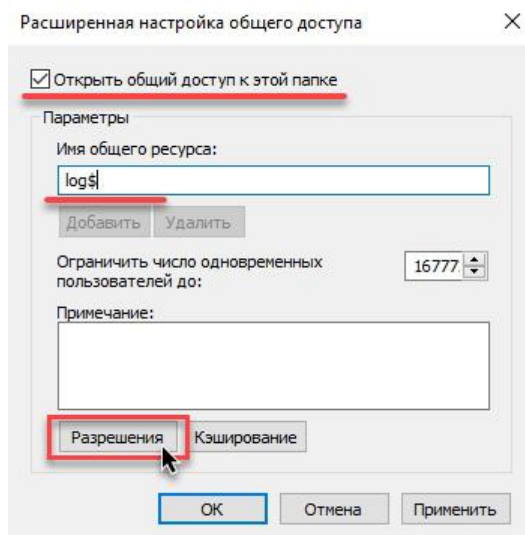 Расширенная настройка общего доступа
Открыть общий доступ к этой папке
Параметры
Имя общего ресурса:
log$
Добавить Удалить
Ограничить число одновременных 16777
пользователей до:
Примечание:
Разрешения Кэширование
ОК Отмена Применить